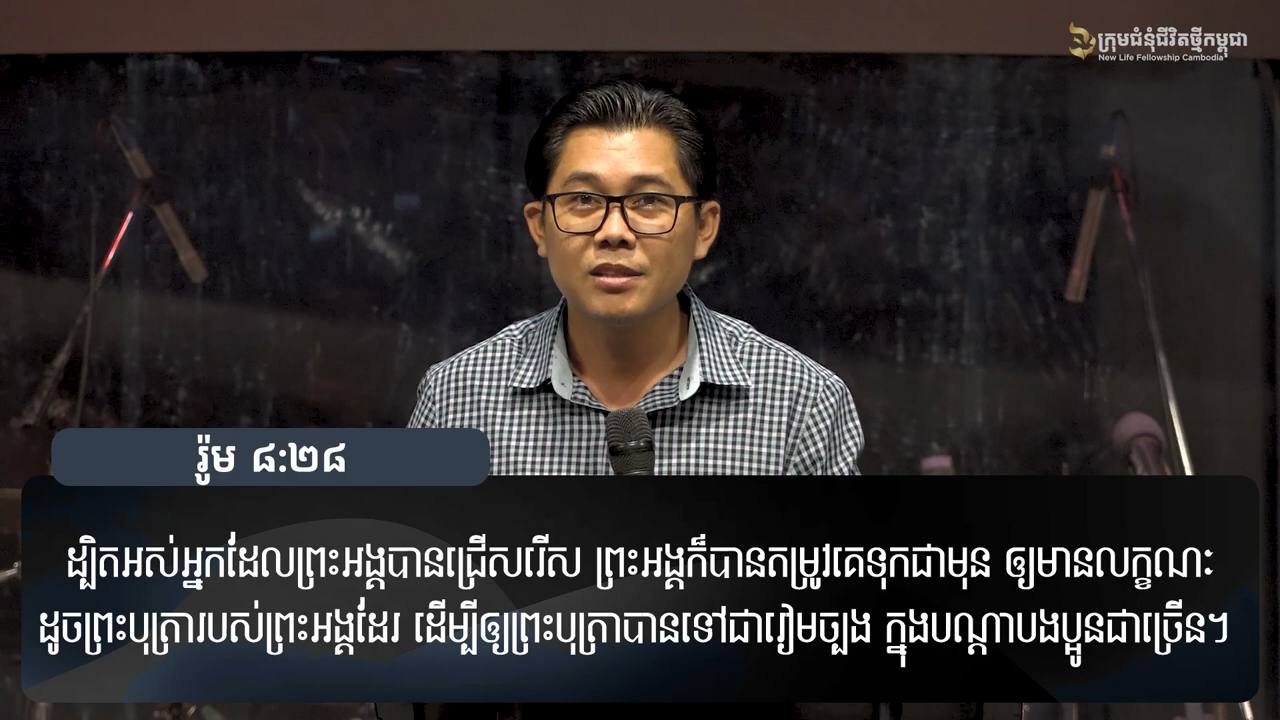 ក្រុមជំនុំជីវិតថ្មីកម្ពុជា
New Life Fellowship Cambodia
រ៉ូម ៨:២៨
ដ្បិតអស់អ្នកដែលព្រះអង្គបានជ្រើសរើស ព្រះអង្គក៏បានតម្រូវគេទុកជាមុន ឲ្យមានលក្ខណៈ
ដូចព្រះបុត្រារបស់ព្រះអង្គដែរ ដើម្បីឲ្យព្រះបុត្រាបានទៅជារៀមច្បង ក្នុងបណ្ដាបងប្អូនជាច្រើន។